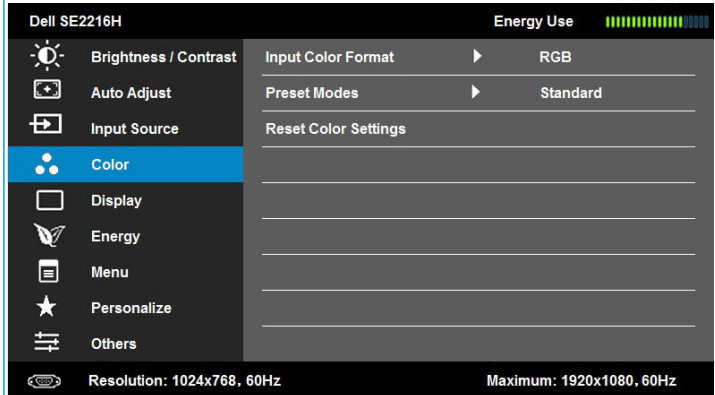 Dell SE2216H Energy Use
Brightness / Contrast Input Color Format RGB
Auto Adjust Preset Modes Standard
Input Source Reset Color Settings
Color
Display
Energy
Menu
Personalize
Others
Resolution: 1024x768, 60Hz Maximum: 1920x1080, 60Hz